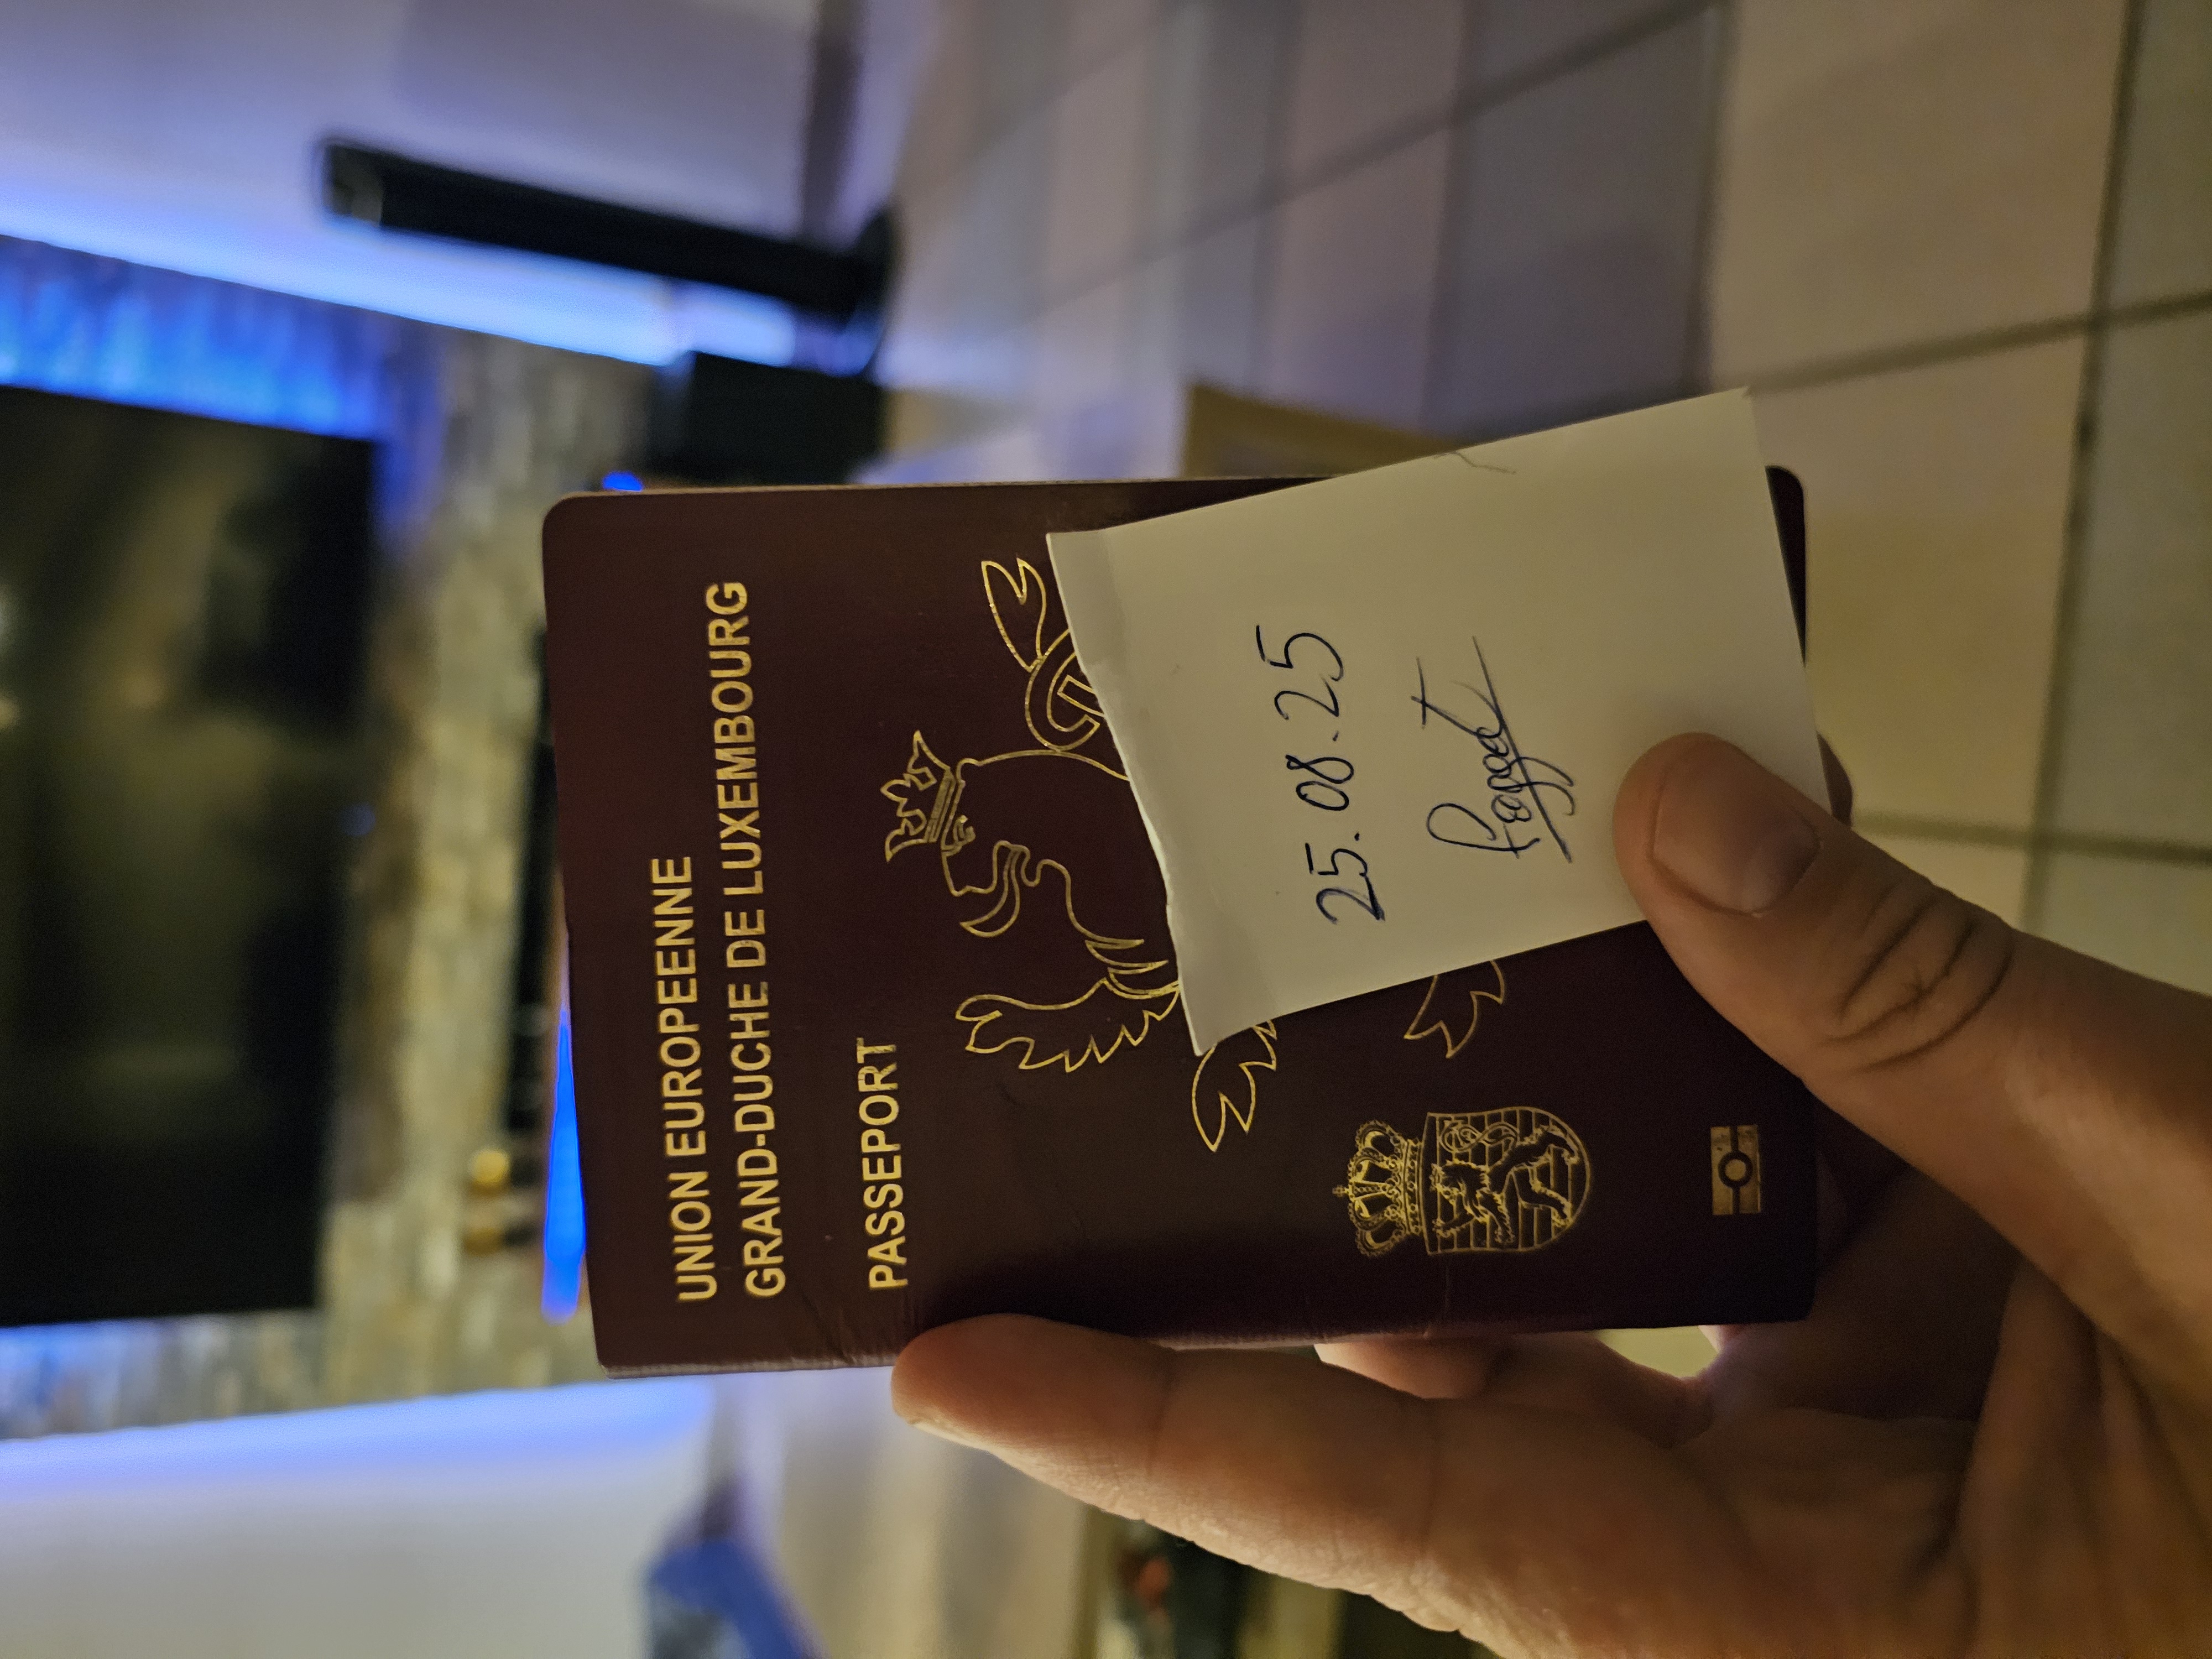 UNION EUROPEENNE
GRAND-DUCHE DE LUXEMBOURG
PASSEPORT
25.08.25